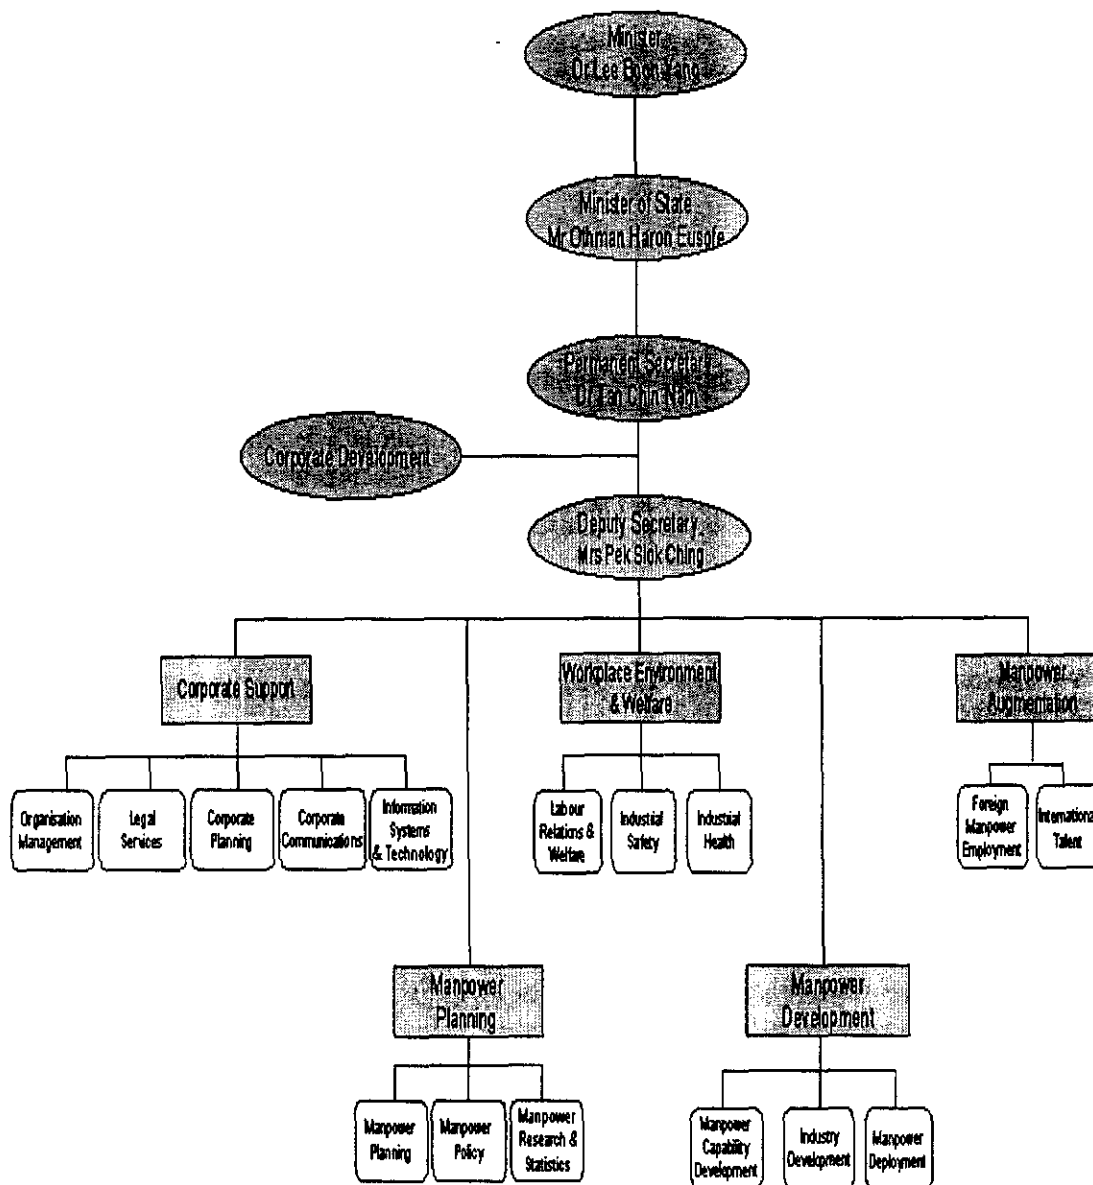 Minister
Dr Lee Boon Yang
Minister of State
Mr Othman Haron Eusofe
Permanent Secretary
Dr Tan Chin Nam
Corporate Development
Deputy Secretary
Mrs Pek Siok Ching
Corporate Support
Workplace Environment
& Welfare
Manpower
Augmentation
Organisation
Management
Legal
Services
Corporate
Planning
Corporate
Communications
Information
Systems
& Technology
Labour
Relations &
Welfare
Industrial
Safety
Industrial
Health
Foreign
Manpower
Employment
International
Talent
Manpower
Planning
Manpower
Development
Manpower
Planning
Manpower
Policy
Manpower
Research &
Statistics
Manpower
Capability
Development
Industry
Development
Manpower
Deployment